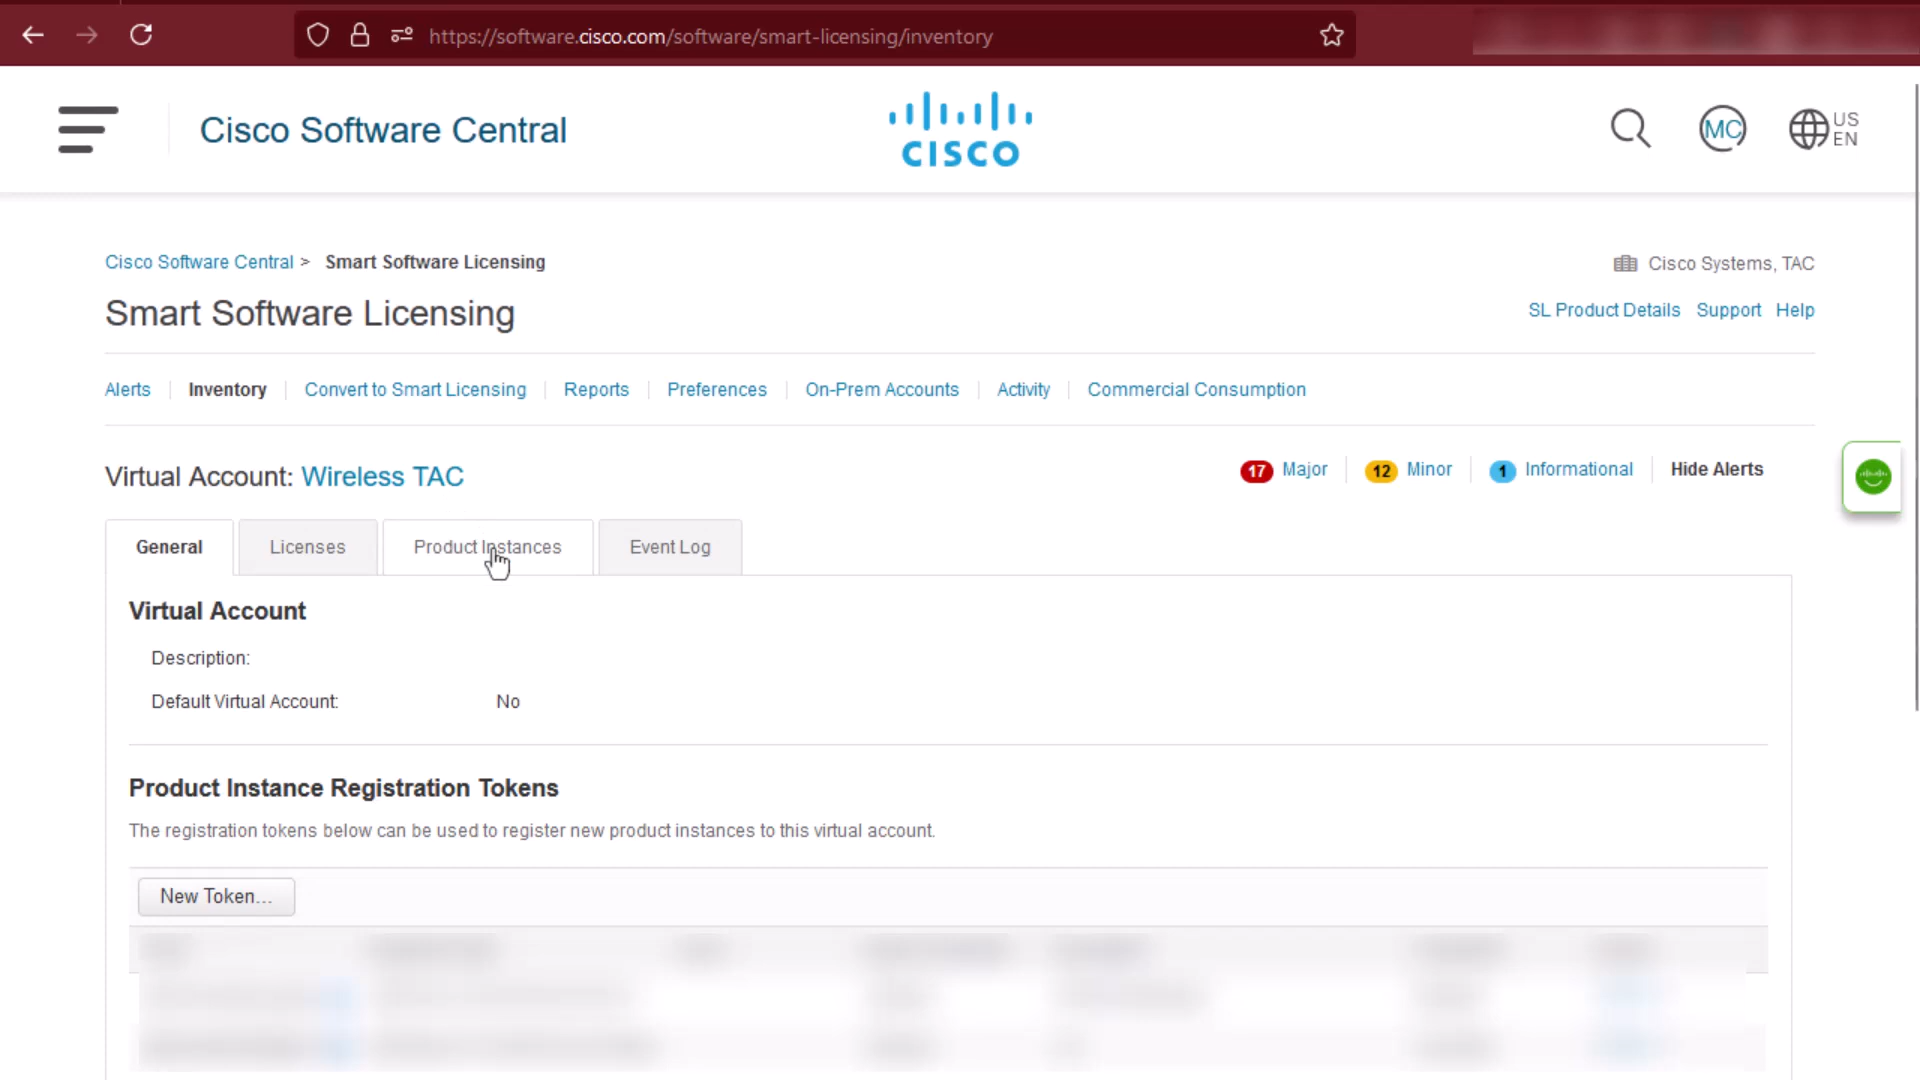 https://software.cisco.com/software/smart-licensing/inventory
Cisco Software Central
CISCO
MC
US
EN
Cisco Software Central > Smart Software Licensing
Cisco Systems, TAC
Smart Software Licensing
SL Product Details Support Help
Alerts Inventory Convert to Smart Licensing Reports Preferences On-Prem Accounts Activity Commercial Consumption
Virtual Account: Wireless TAC
17 Major 12 Minor 1 Informational Hide Alerts
General Licenses Product Instances Event Log
Virtual Account
Description:
Default Virtual Account: No
Product Instance Registration Tokens
The registration tokens below can be used to register new product instances to this virtual account.
New Token...